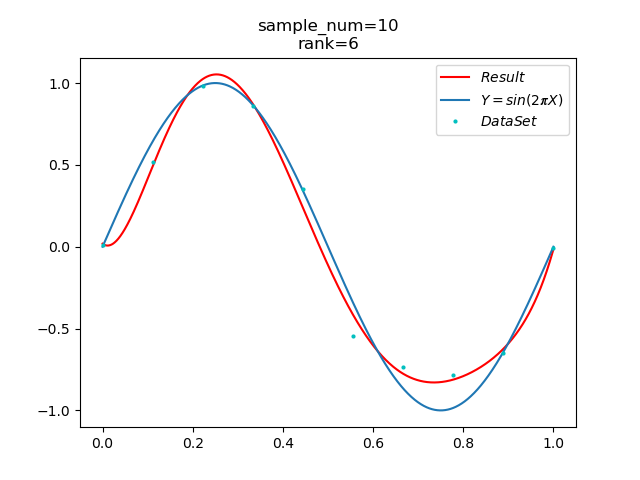 sample_num=10
rank=6
Result
Y = sin(2πX)
DataSet
1.0
0.5
0.0
−0.5
−1.0
0.0 0.2 0.4 0.6 0.8 1.0